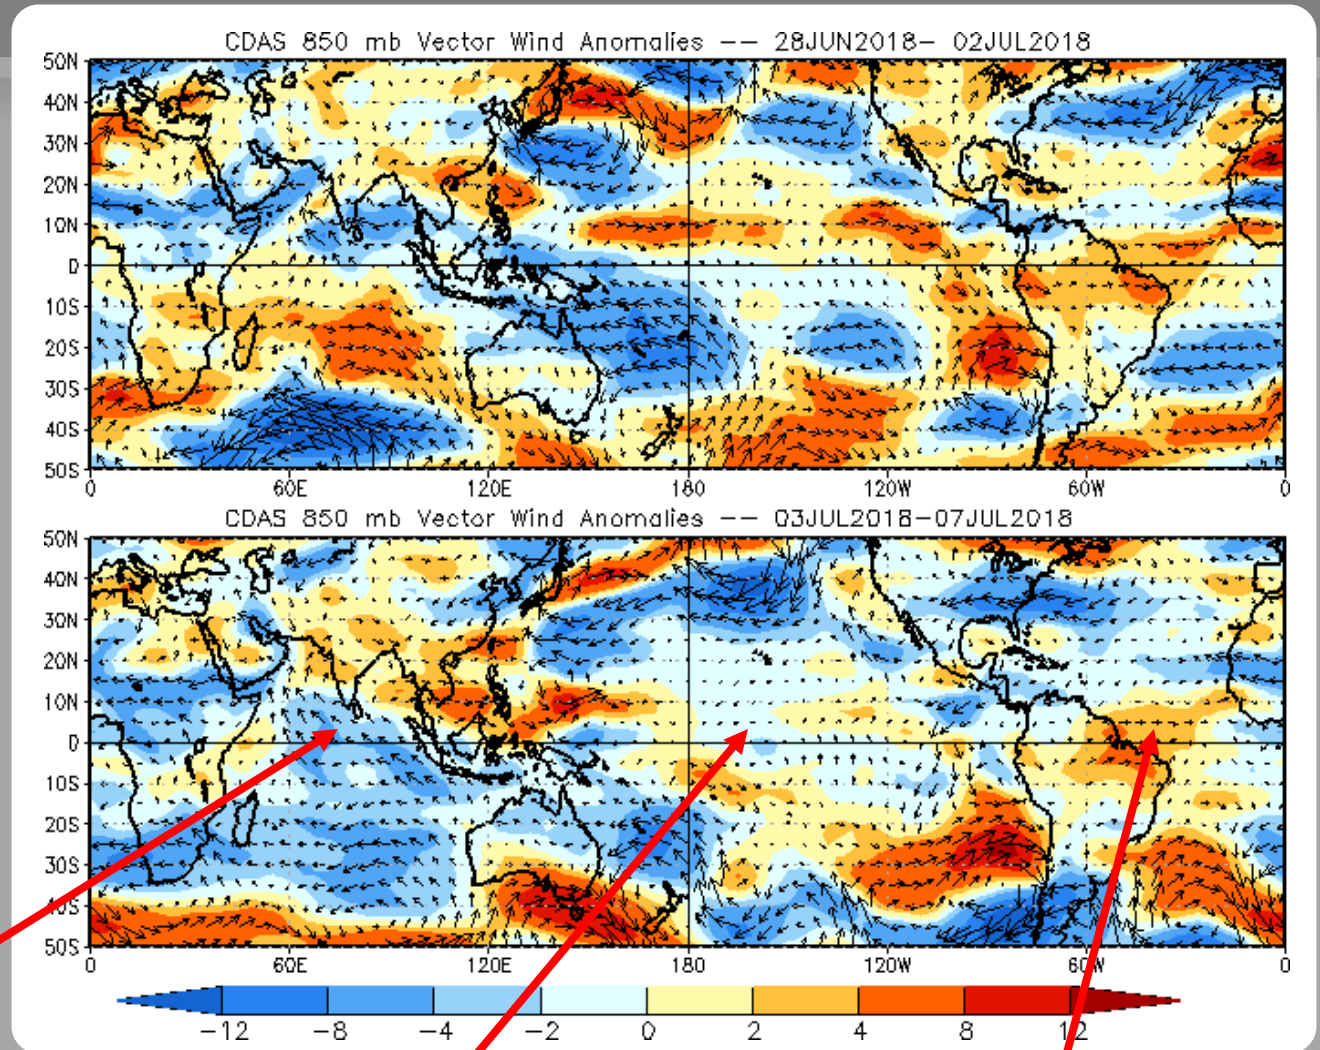 CDAS 850 mb Vector Wind Anomalies -- 28JUN2018- 02JUL2018
50N
40N
30N
20N
10N
0
10S
20S
30S
40S
50S
0 60E 120E 180 120W 60W 0
CDAS 850 mb Vector Wind Anomalies -- 03JUL2018-07JUL2018
50N
40N
30N
20N
10N
0
10S
20S
30S
40S
50S
0 60E 120E 180 120W 60W 0
-12 -8 -4 -2 0 2 4 8 12